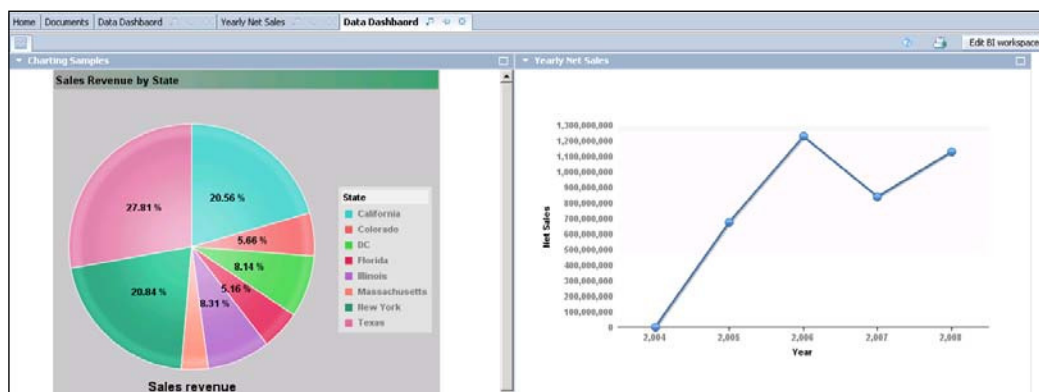 Home Documents Data Dashbaord Yearly Net Sales Data Dashbaord
Edit BI workspace
Charting Samples
Sales Revenue by State
27.81 %
20.56 %
5.66 %
8.14 %
5.16 %
8.31 %
20.84 %
State
California
Colorado
DC
Florida
Illinois
Massachusetts
New York
Texas
Sales revenue
Yearly Net Sales
1,300,000,000
1,200,000,000
1,100,000,000
1,000,000,000
900,000,000
800,000,000
700,000,000
600,000,000
500,000,000
400,000,000
300,000,000
200,000,000
100,000,000
0
Net Sales
2,004 2,005 2,006 2,007 2,008
Year